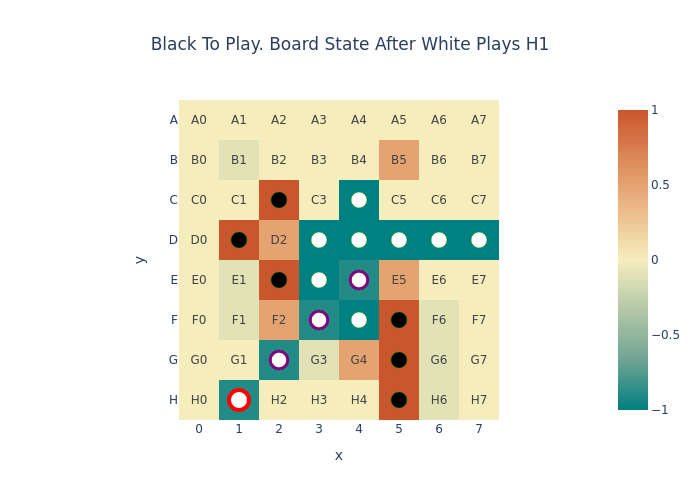 Black To Play. Board State After White Plays H1
A A0 A1 A2 A3 A4 A5 A6 A7
B B0 B1 B2 B3 B4 B5 B6 B7
C C0 C1 C3 C5 C6 C7
D D0 D2
E E0 E1 E5 E6 E7
F F0 F1 F2 F6 F7
G G0 G1 G3 G4 G6 G7
H H0 H2 H3 H4 H6 H7
0 1 2 3 4 5 6 7
x
y
1
0.5
0
−0.5
−1